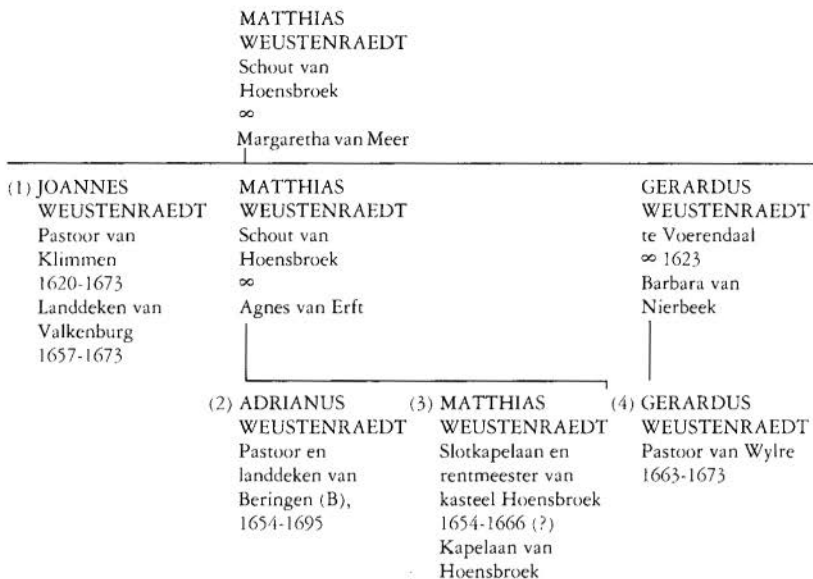 MATTHIAS
WEUSTENRAEDT
Schout van
Hoensbroek
∞
Margaretha van Meer
(1) JOANNES
WEUSTENRAEDT
Pastoor van
Klimmen
1620-1673
Landdeken van
Valkenburg
1657-1673
MATTHIAS
WEUSTENRAEDT
Schout van
Hoensbroek
∞
Agnes van Erft
GERARDUS
WEUSTENRAEDT
te Voerendaal
∞ 1623
Barbara van
Nierbeek
(2) ADRIANUS
WEUSTENRAEDT
Pastoor en
landdeken van
Beringen (B),
1654-1695
(3) MATTHIAS
WEUSTENRAEDT
Slotkapelaan en
rentmeester van
kasteel Hoensbroek
1654-1666 (?)
Kapelaan van
Hoensbroek
(4) GERARDUS
WEUSTENRAEDT
Pastoor van Wylre
1663-1673